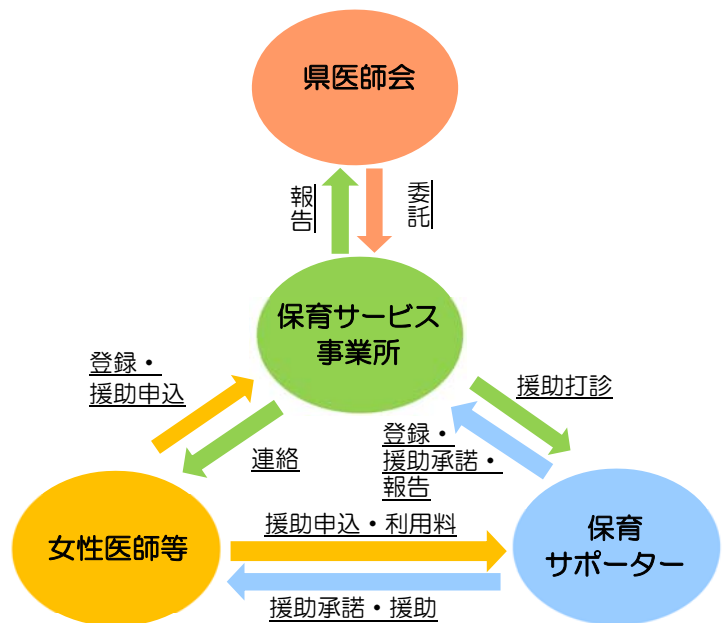 県医師会
報告
委託
保育サービス
事業所
登録・
援助申込
連絡
援助打診
登録・
援助承諾・
報告
女性医師等
援助申込・利用料
保育
サポーター
援助承諾・援助